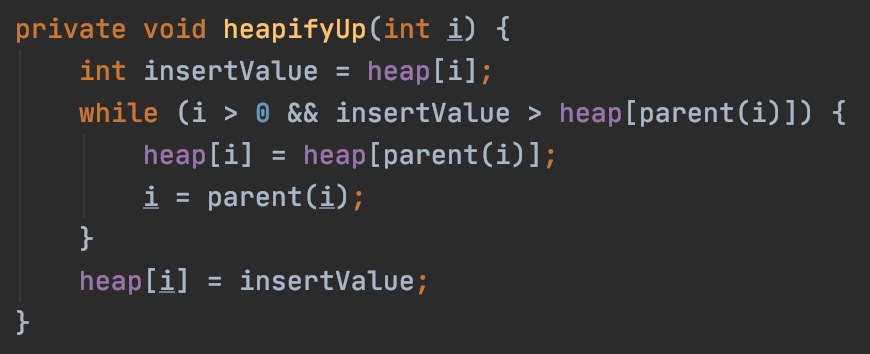 private void heapifyUp(int i) {
    int insertValue = heap[i];
    while (i > 0 && insertValue > heap[parent(i)]) {
        heap[i] = heap[parent(i)];
        i = parent(i);
    }
    heap[i] = insertValue;
}